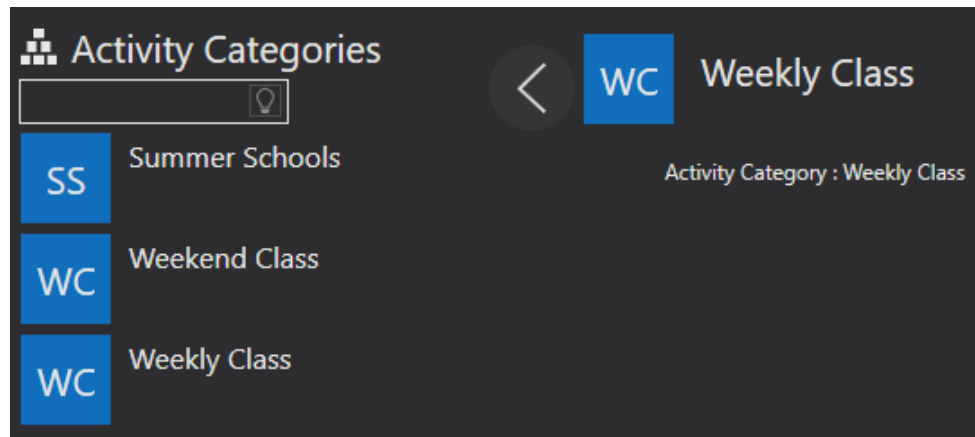 Activity Categories
SS
Summer Schools
WC
Weekend Class
WC
Weekly Class
WC
Weekly Class
Activity Category : Weekly Class